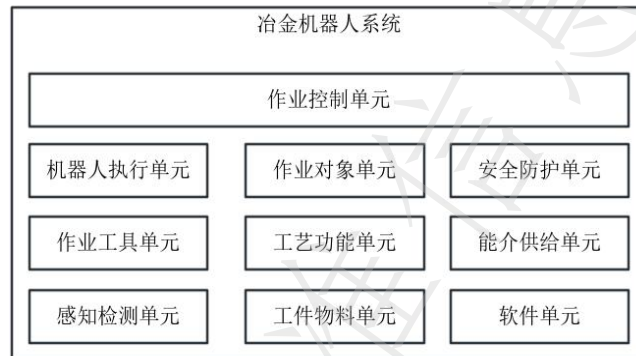 冶金机器人系统
作业控制单元
机器人执行单元 作业对象单元 安全防护单元
作业工具单元 工艺功能单元 能介供给单元
感知检测单元 工件物料单元 软件单元